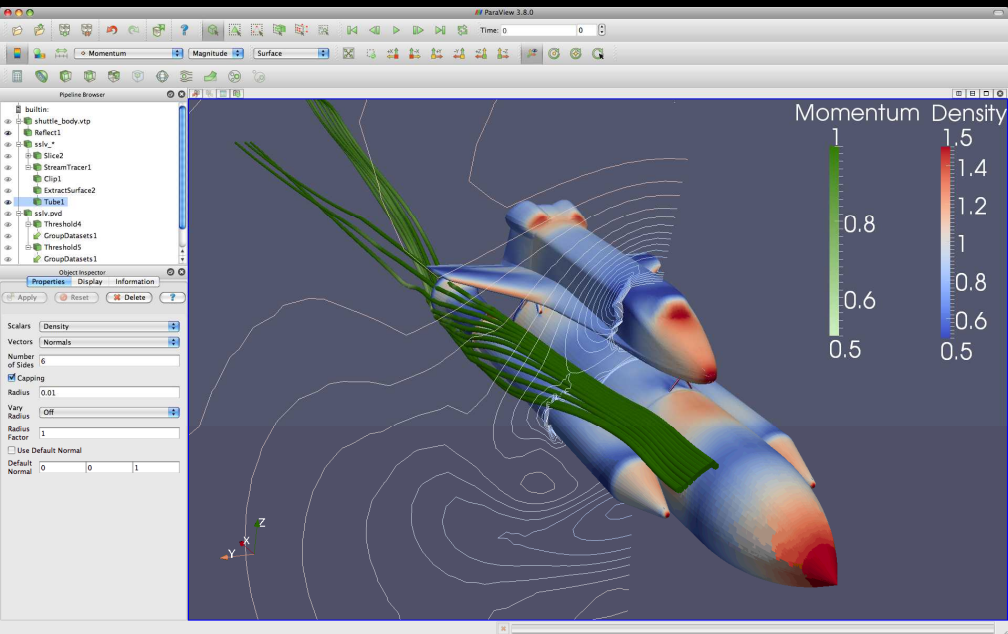 ParaView 3.8.0
Time: 0 0
Momentum Magnitude Surface
Pipeline Browser
builtin:
shuttle_body.vtp
Reflect1
sslv_*
Slice2
StreamTracer1
Clip1
ExtractSurface2
Tube1
sslv.pvd
Threshold4
GroupDatasets1
Threshold5
GroupDatasets1
Object Inspector
Properties Display Information
Apply Reset Delete ?
Scalars Density
Vectors Normals
Number of Sides 6
Capping
Radius 0.01
Vary Radius Off
Radius Factor 1
Use Default Normal
Default Normal 0 0 1
Momentum Density
1 1.5
1.4
1.2
0.8 1
0.8
0.6 0.6
0.5 0.5
Z
X
Y